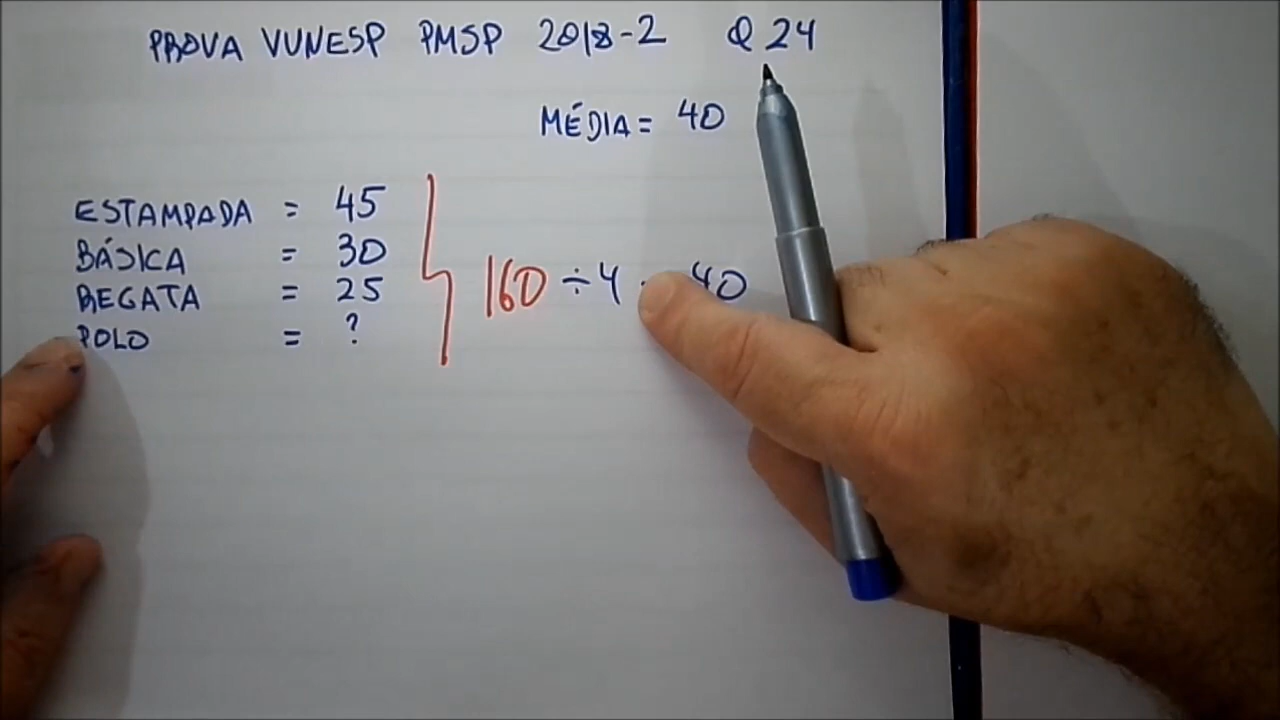 PROVA VUNESP PMSP 2018-2 Q 24
MÉDIA = 40
ESTAMPADA = 45
BÁSICA = 30
REGATA = 25
POLO = ?
160 ÷ 4 40